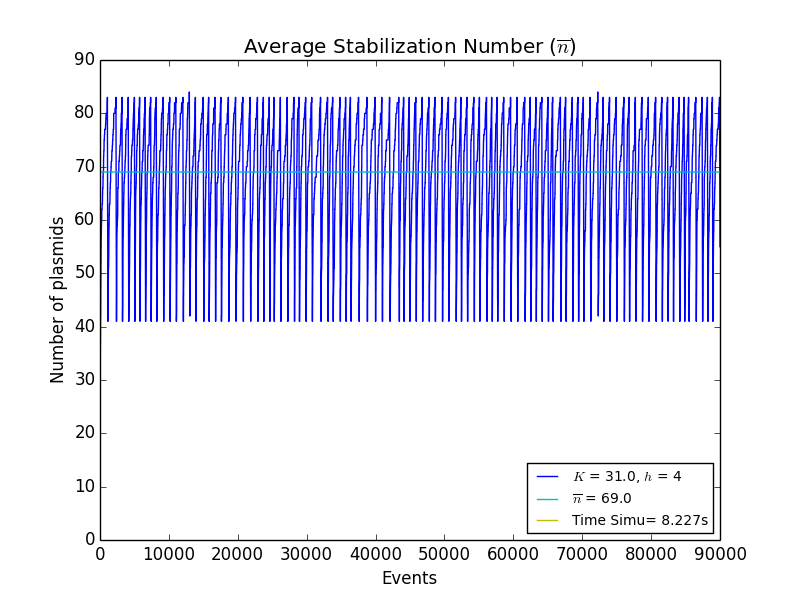 Average Stabilization Number (n̅)
Number of plasmids
90
80
70
60
50
40
30
20
10
0
K = 31.0, h = 4
n̅ = 69.0
Time Simu= 8.227s
0 10000 20000 30000 40000 50000 60000 70000 80000 90000
Events